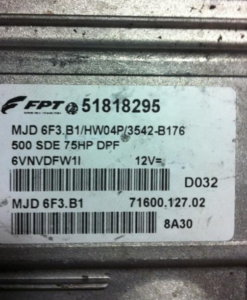 FPT 51818295
MJD 6F3.B1/HW04P/3542-B176
500 SDE 75HP DPF
6VNVDFW1I 12V=
D032
MJD 6F3.B1 71600.127.02
8A30